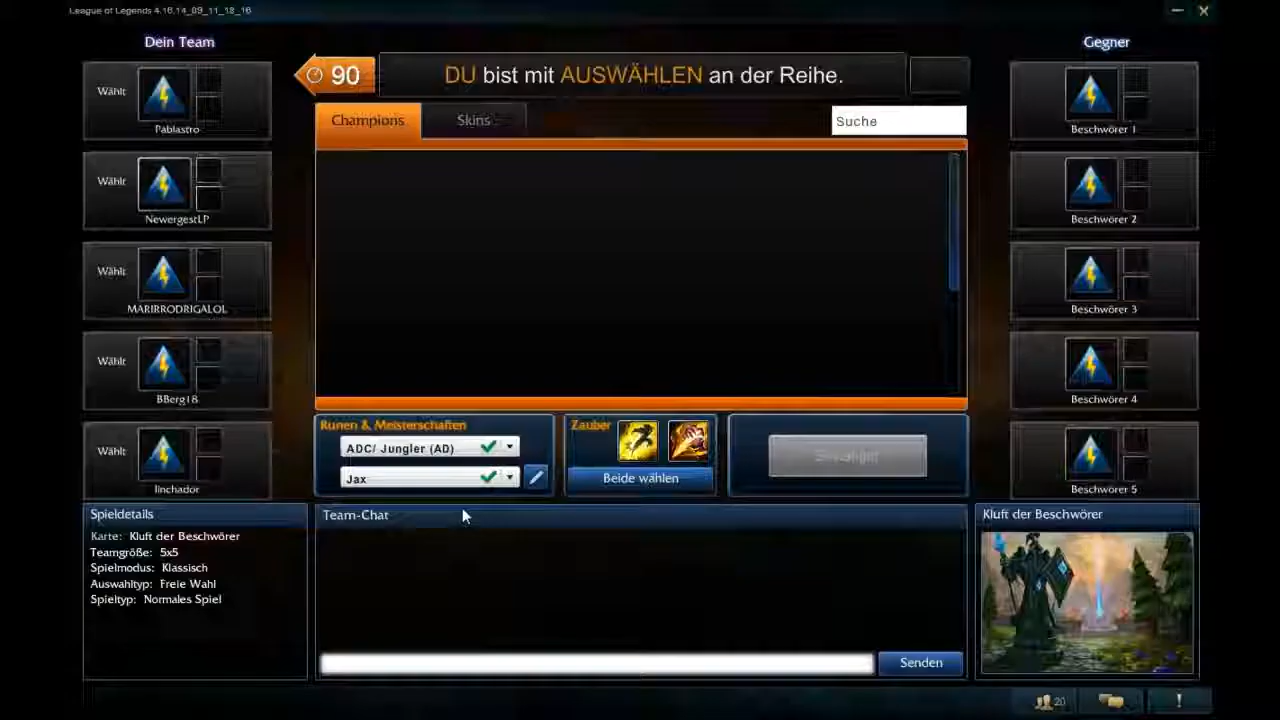 League of Legends 4.16.14_09_11_18_16
Dein Team
Gegner
90
DU bist mit AUSWÄHLEN an der Reihe.
Champions
Skins
Suche
Wählt
Pablastro
Wählt
NewergestLP
Wählt
MARIRRODRIGALOL
Wählt
BBerg18
Wählt
Beschwörer 1
Beschwörer 2
Beschwörer 3
Beschwörer 4
Beschwörer 5
Runen & Meisterschaften
ADC/ Jungler (AD)
Jax
Zauber
Beide wählen
Spieldetails
Karte: Kluft der Beschwörer
Teamgröße: 5x5
Spielmodus: Klassisch
Auswahltyp: Freie Wahl
Spieltyp: Normales Spiel
Team-Chat
Senden
Kluft der Beschwörer
20